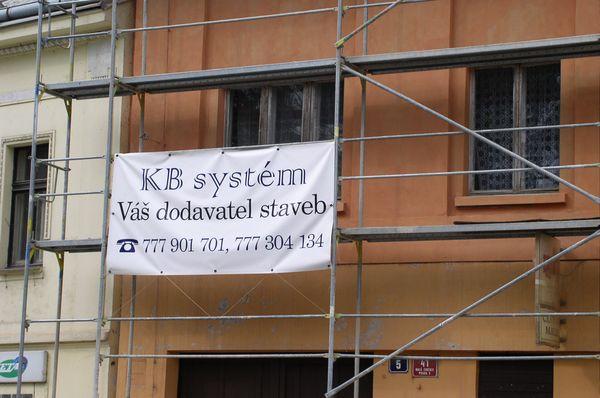 KB systém
Váš dodavatel staveb
777 901 701, 777 304 134
5
41